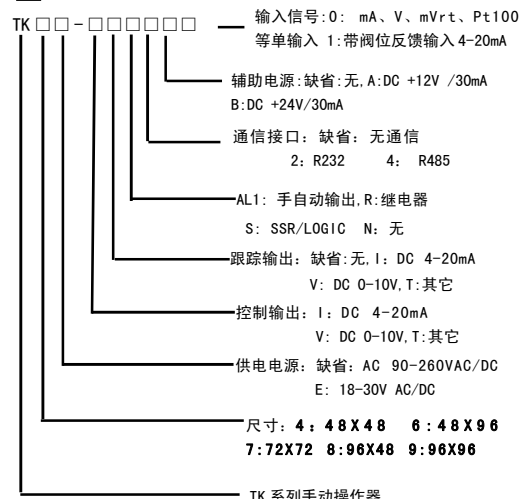 TK□□-□□□□□□
输入信号:0: mA、V、mVrt、Pt100
等单输入 1:带阀位反馈输入4-20mA
辅助电源:缺省:无,A:DC +12V /30mA
B:DC +24V/30mA
通信接口: 缺省: 无通信
2: R232 4: R485
AL1: 手自动输出,R:继电器
S: SSR/LOGIC N: 无
跟踪输出: 缺省:无,I: DC 4-20mA
V: DC 0-10V,T:其它
控制输出: I: DC 4-20mA
V: DC 0-10V,T:其它
供电电源: 缺省: AC 90-260VAC/DC
E: 18-30V AC/DC
尺寸: 4: 48X48 6:48X96
7:72X72 8:96X48 9:96X96
TK系列手动操作器